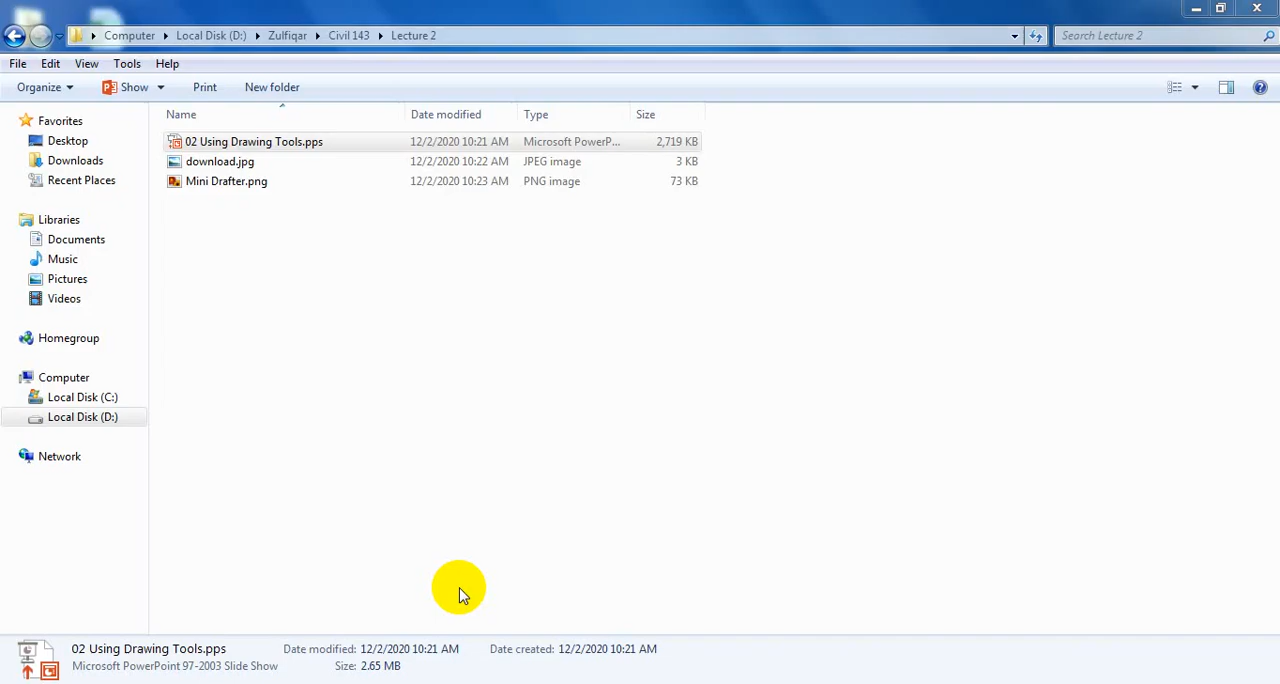 Computer Local Disk (D:) Zulfiqar Civil 143 Lecture 2 Search Lecture 2
File Edit View Tools Help
Organize Show Print New folder
Name Date modified Type Size
Favorites
Desktop
Downloads
Recent Places
Libraries
Documents
Music
Pictures
Videos
Homegroup
Computer
Local Disk (C:)
Local Disk (D:)
Network
02 Using Drawing Tools.pps 12/2/2020 10:21 AM Microsoft PowerP... 2,719 KB
download.jpg 12/2/2020 10:22 AM JPEG image 3 KB
Mini Drafter.png 12/2/2020 10:23 AM PNG image 73 KB
02 Using Drawing Tools.pps Date modified: 12/2/2020 10:21 AM Date created: 12/2/2020 10:21 AM
Microsoft PowerPoint 97-2003 Slide Show Size: 2.65 MB